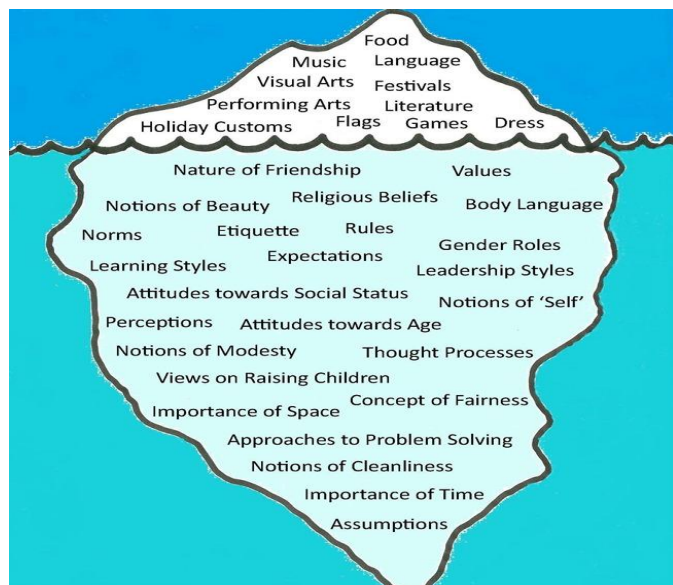 Food
Music Language
Visual Arts Festivals
Performing Arts Literature
Holiday Customs Flags Games Dress
Nature of Friendship Values
Notions of Beauty Religious Beliefs Body Language
Norms Etiquette Rules
Learning Styles Expectations Gender Roles
Leadership Styles
Attitudes towards Social Status Notions of ‘Self’
Perceptions Attitudes towards Age
Notions of Modesty Thought Processes
Views on Raising Children
Importance of Space Concept of Fairness
Approaches to Problem Solving
Notions of Cleanliness
Importance of Time
Assumptions